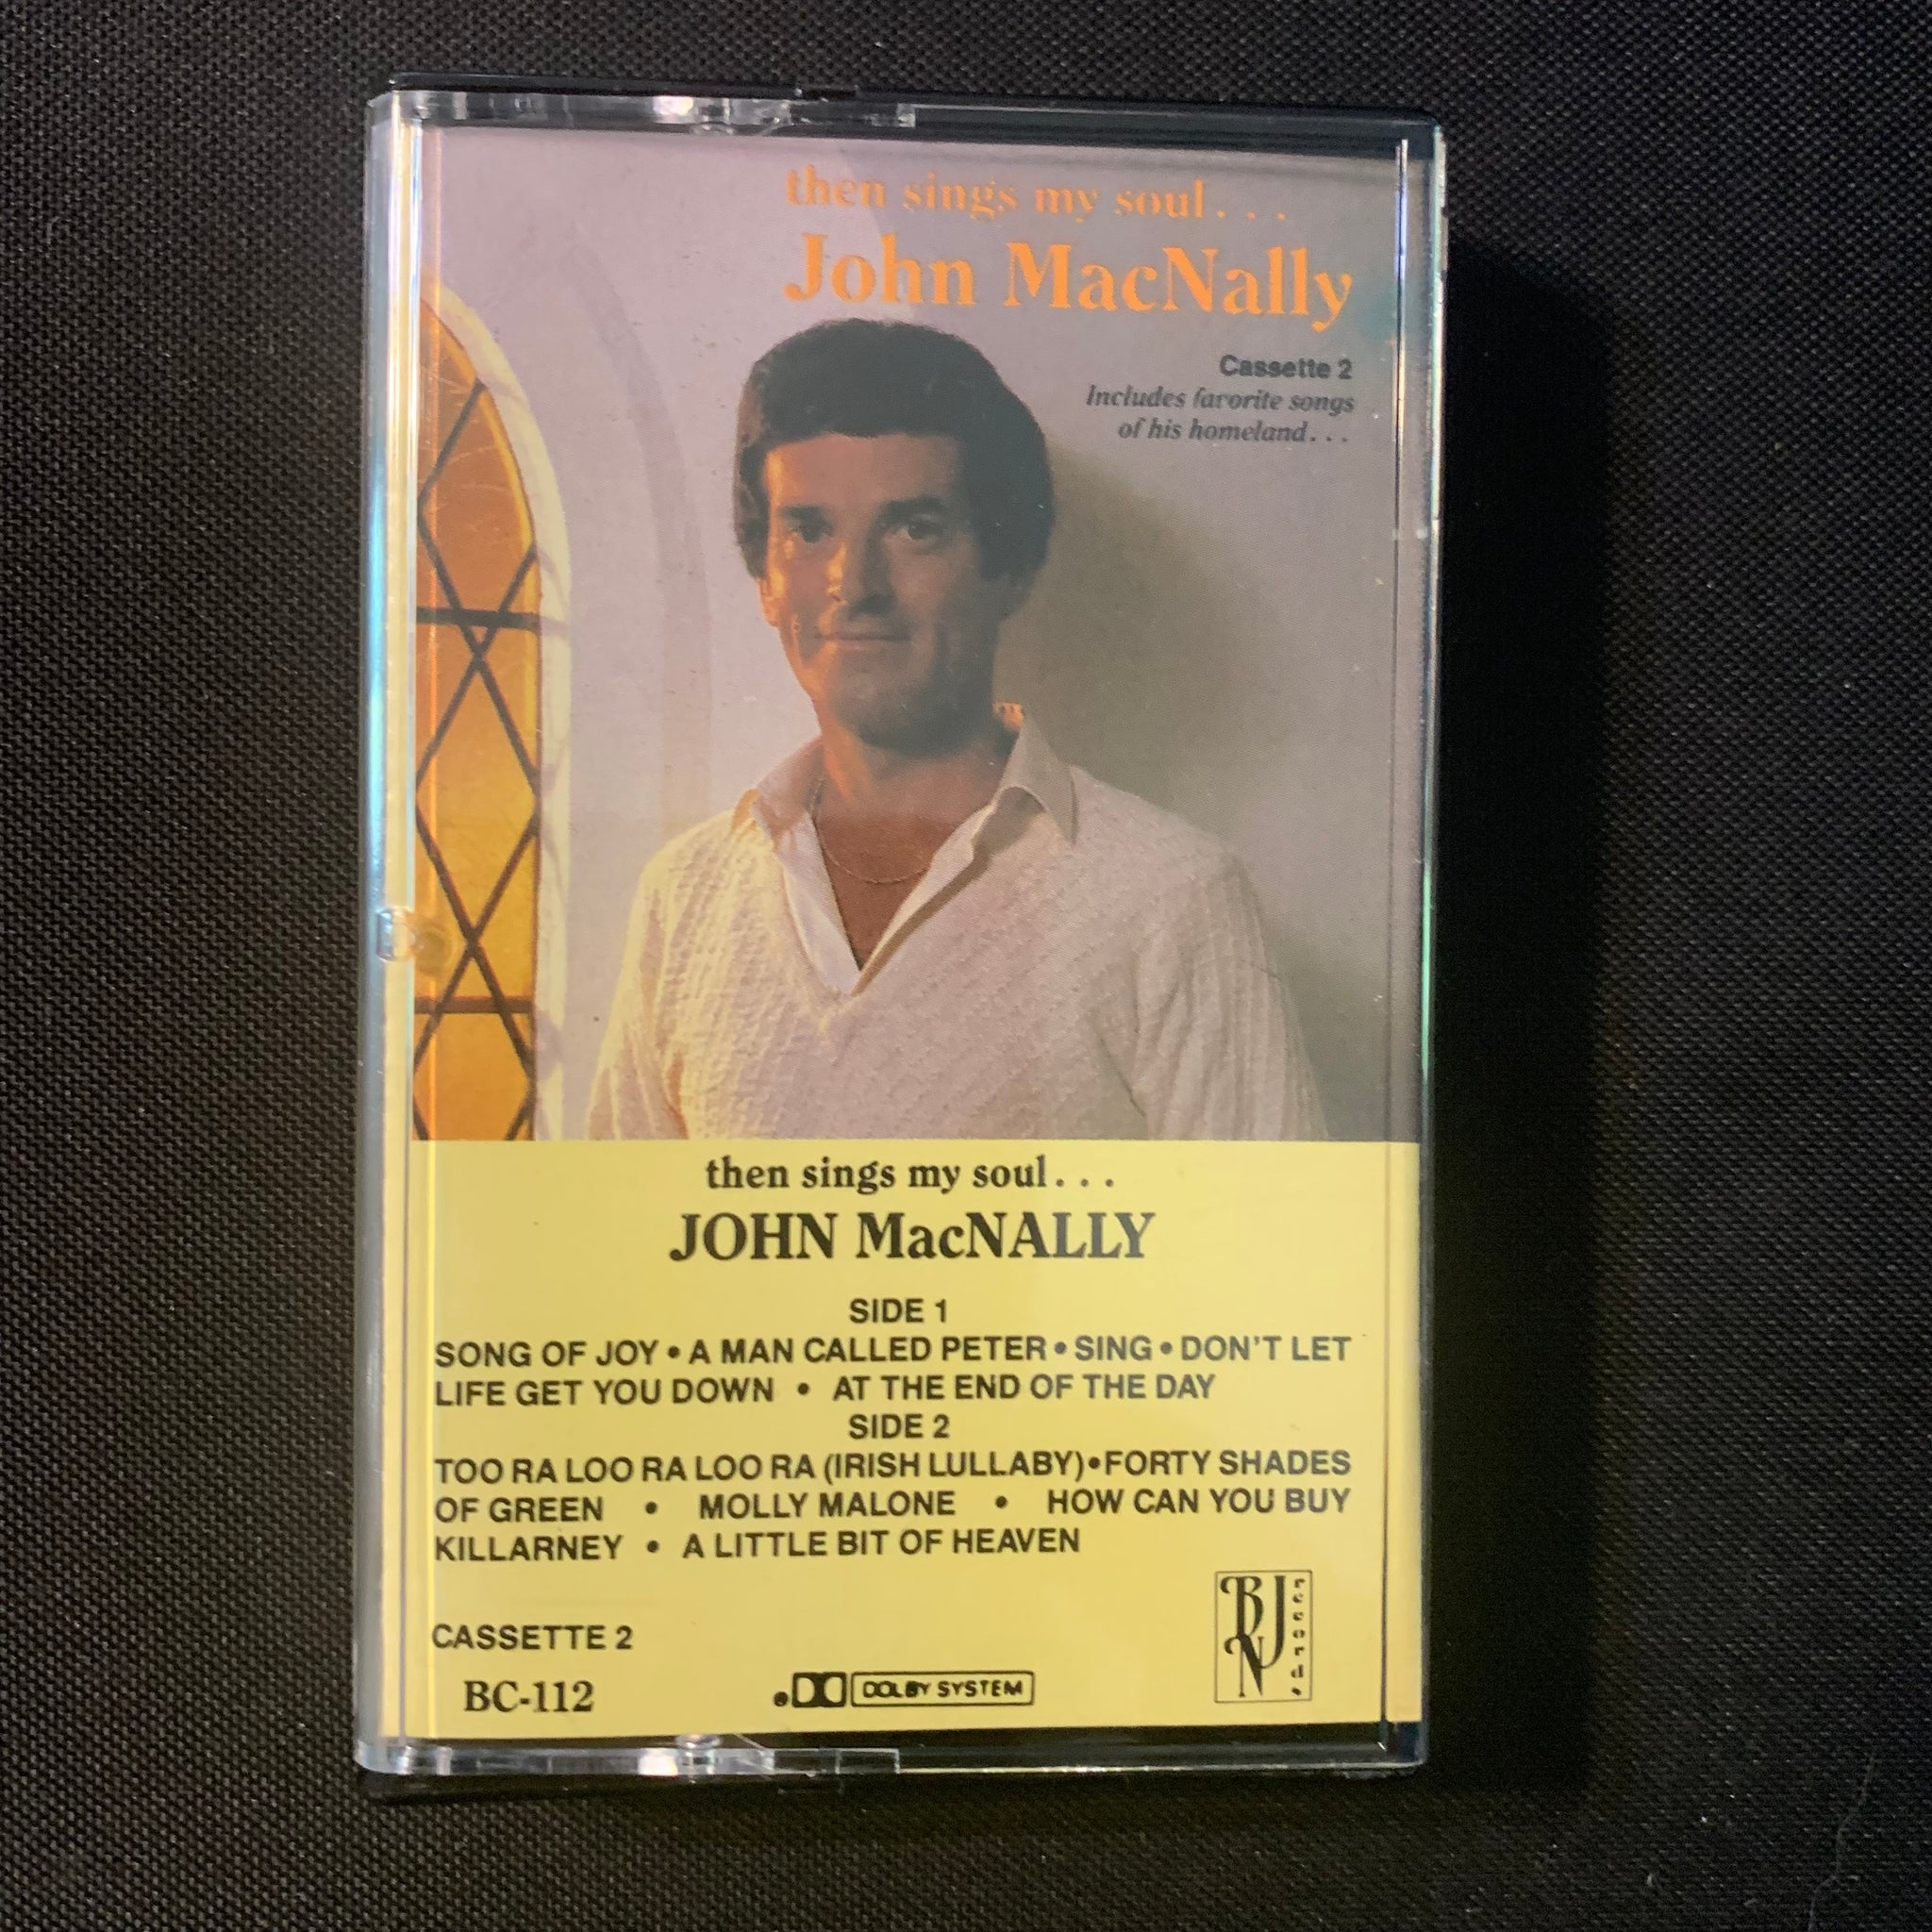 then sings my soul...
John MacNally
Cassette 2
Includes favorite songs
of his homeland...
then sings my soul...
JOHN MacNALLY
SIDE 1
SONG OF JOY • A MAN CALLED PETER • SING • DON'T LET
LIFE GET YOU DOWN • AT THE END OF THE DAY
SIDE 2
TOO RA LOO RA LOO RA (IRISH LULLABY) • FORTY SHADES
OF GREEN • MOLLY MALONE • HOW CAN YOU BUY
KILLARNEY • A LITTLE BIT OF HEAVEN
CASSETTE 2
BC-112
DOLBY SYSTEM
BNJ records